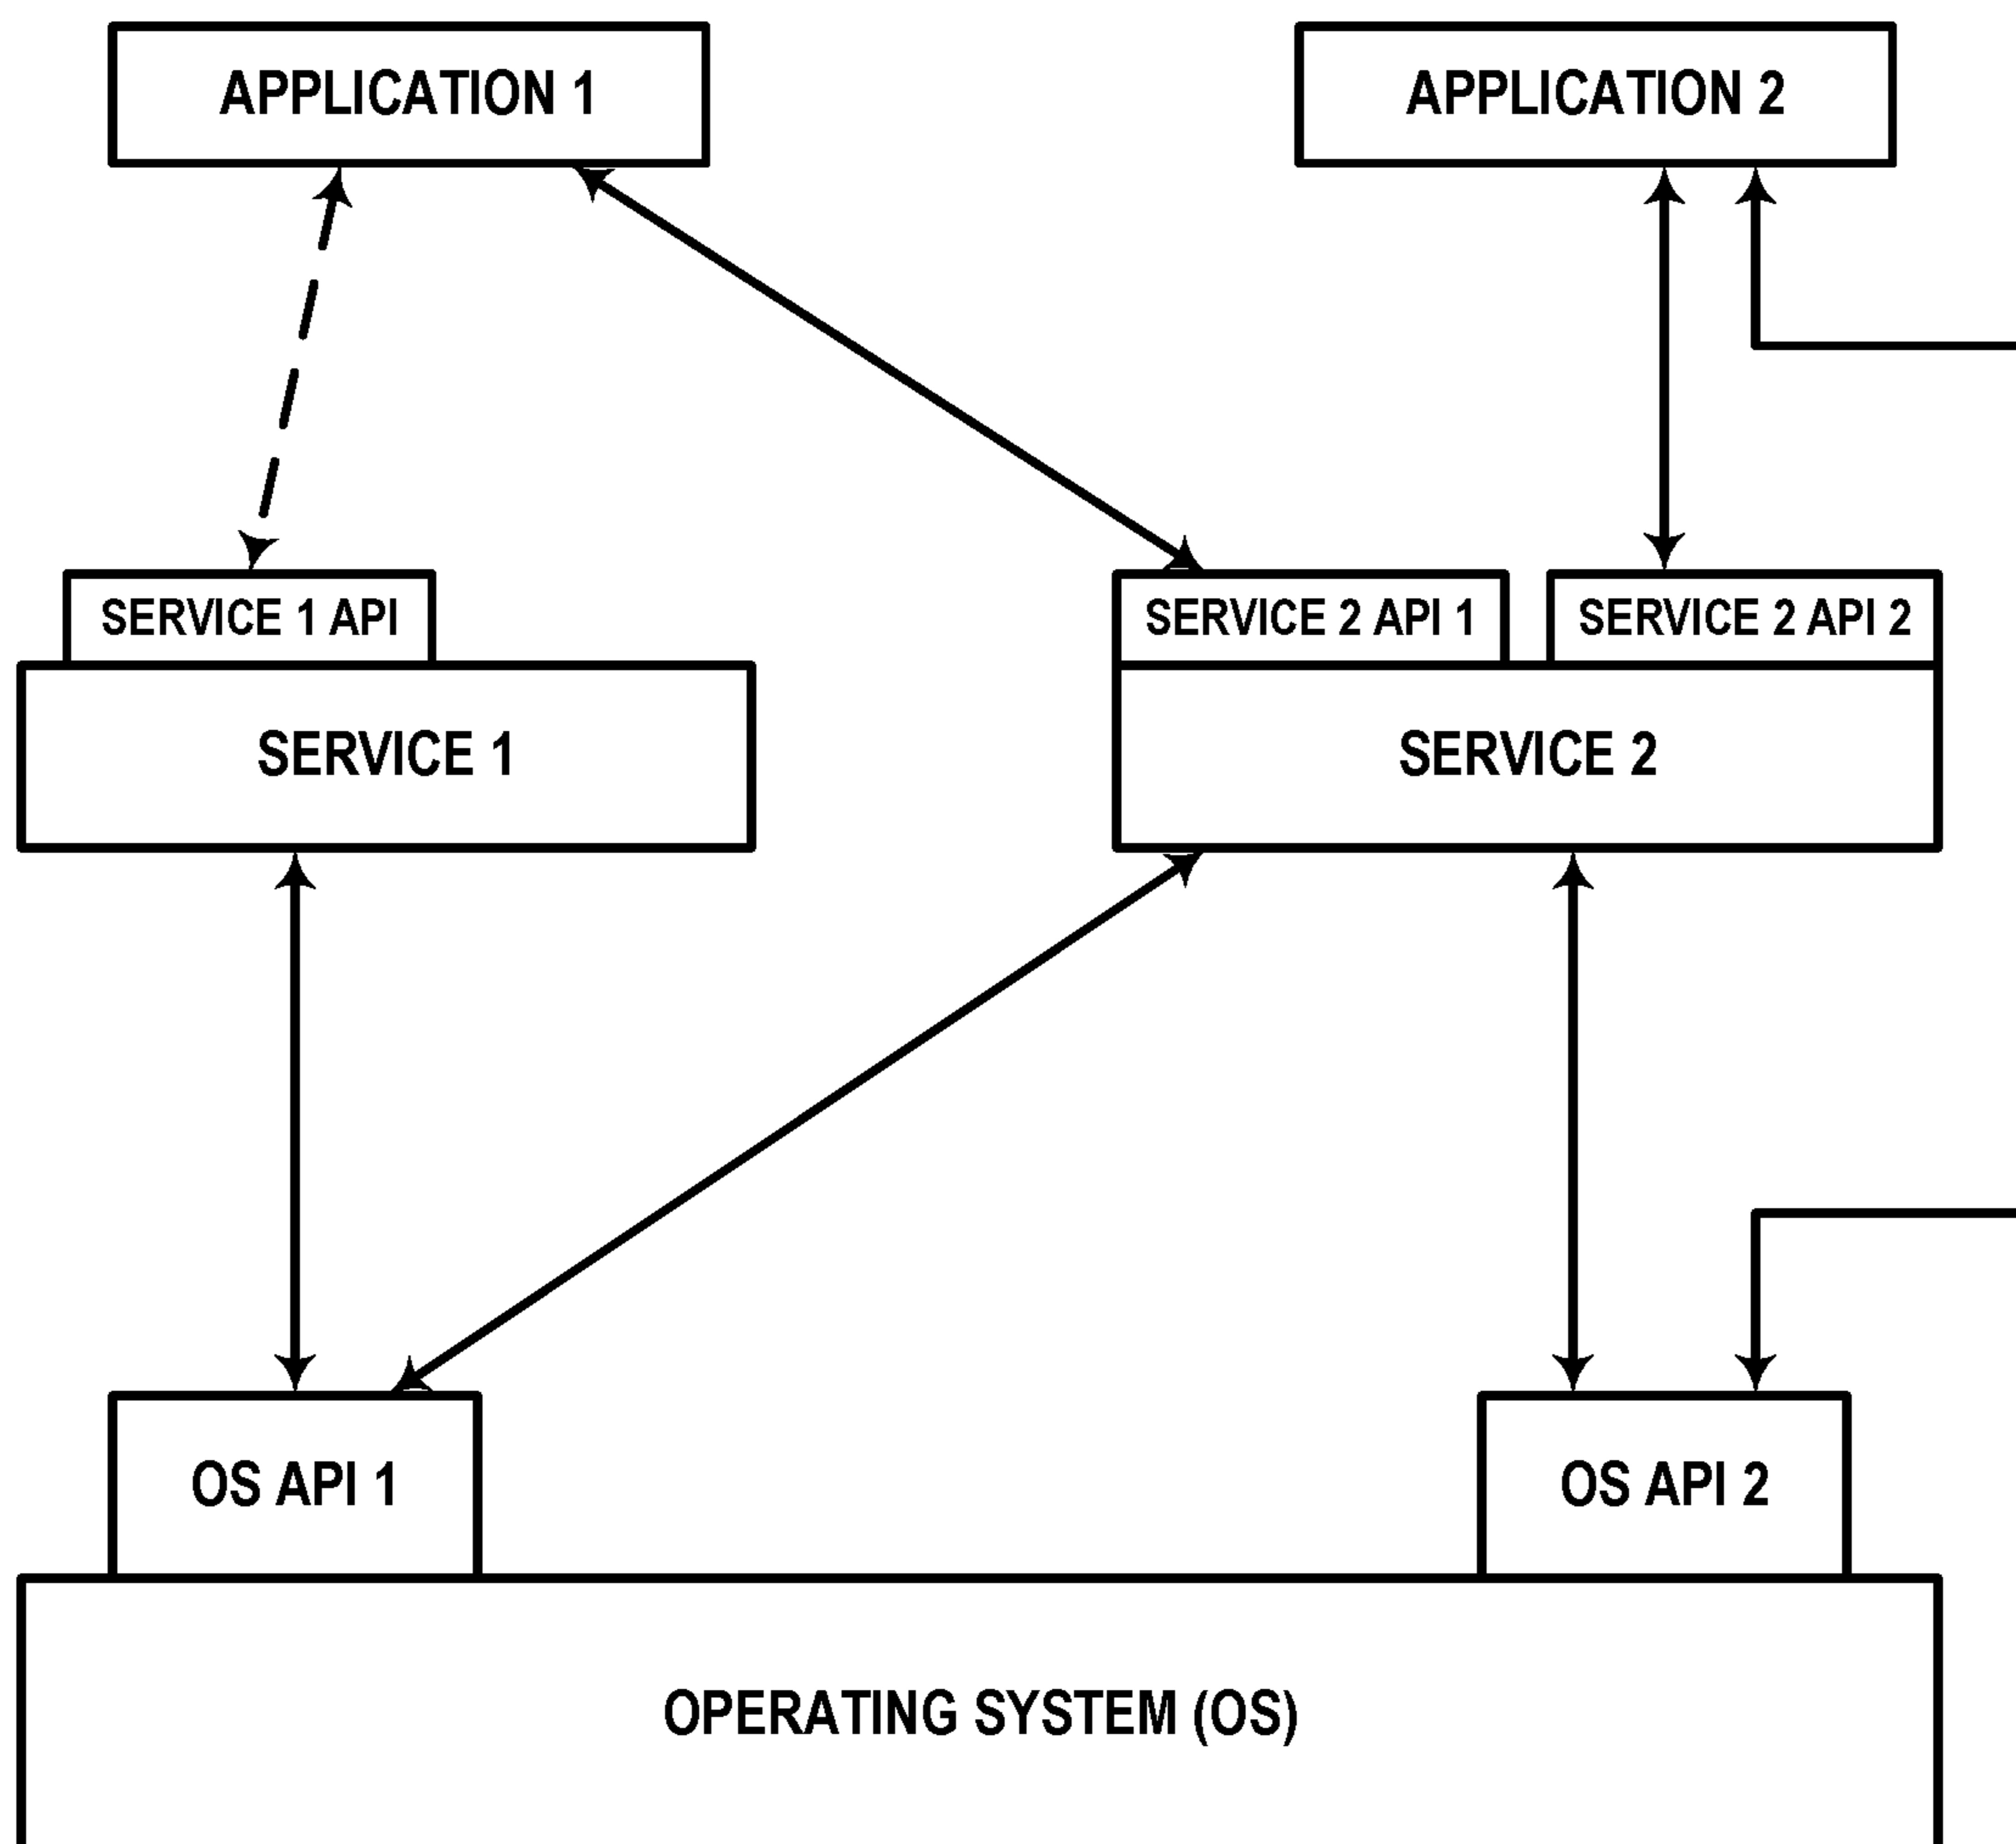 APPLICATION 1
APPLICATION 2
SERVICE 1 API
SERVICE 2 API 1
SERVICE 2 API 2
SERVICE 1
SERVICE 2
OS API 1
OS API 2
OPERATING SYSTEM (OS)